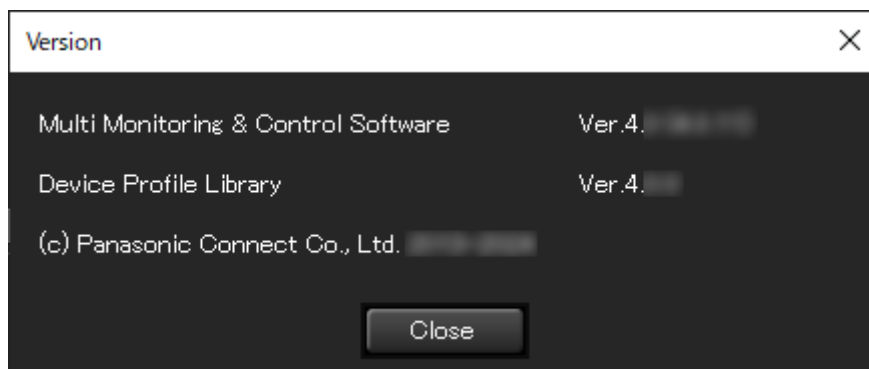 Version
Multi Monitoring & Control Software Ver.4.
Device Profile Library Ver.4.
(c) Panasonic Connect Co., Ltd.
Close